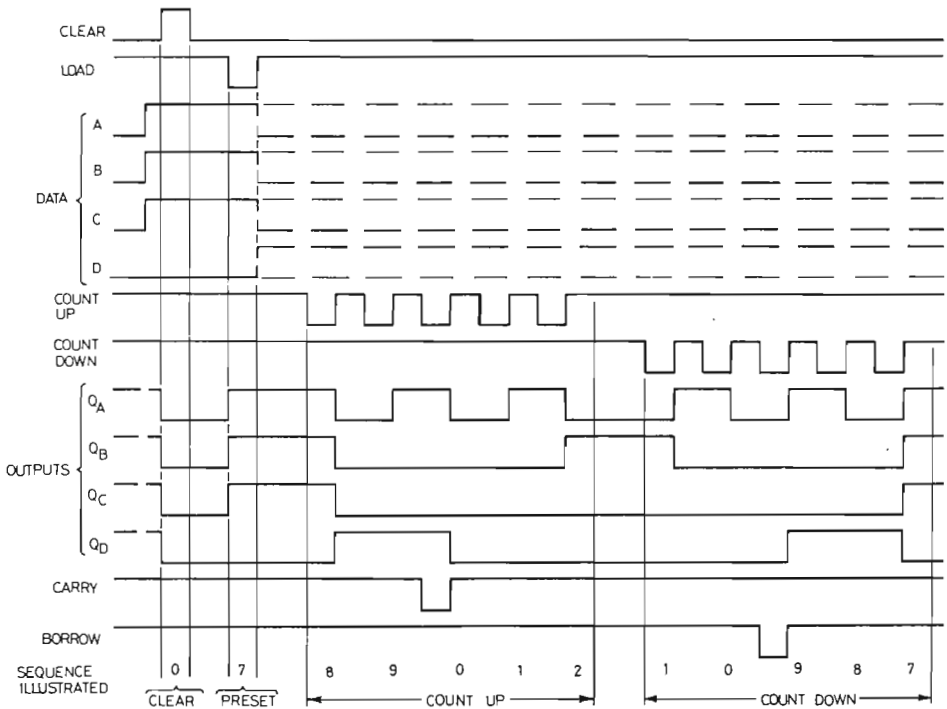 CLEAR
LOAD
A
B
DATA
C
D
COUNT
UP
COUNT
DOWN
QA
QB
OUTPUTS
QC
QD
CARRY
BORROW
SEQUENCE
ILLUSTRATED
0 7 8 9 0 1 2 1 0 9 8 7
CLEAR PRESET COUNT UP COUNT DOWN